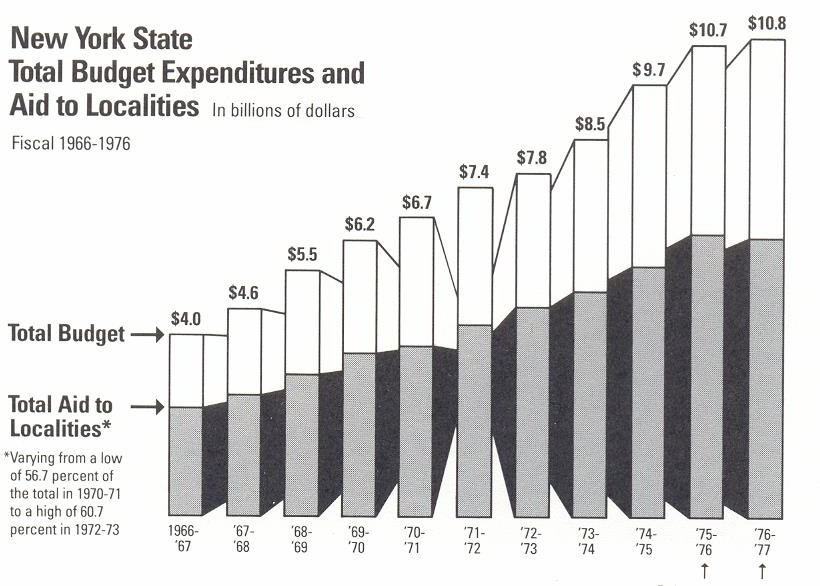 New York State
Total Budget Expenditures and
Aid to Localities In billions of dollars
Fiscal 1966-1976
$4.0
$4.6
$5.5
$6.2
$6.7
$7.4
$7.8
$8.5
$9.7
$10.7
$10.8
Total Budget
Total Aid to
Localities*
*Varying from a low
of 56.7 percent of
the total in 1970-71
to a high of 60.7
percent in 1972-73
1966-
'67
'67-
'68
'68-
'69
'69-
'70
'70-
'71
'71-
'72
'72-
'73
'73-
'74
'74-
'75
'75-
'76
'76-
'77